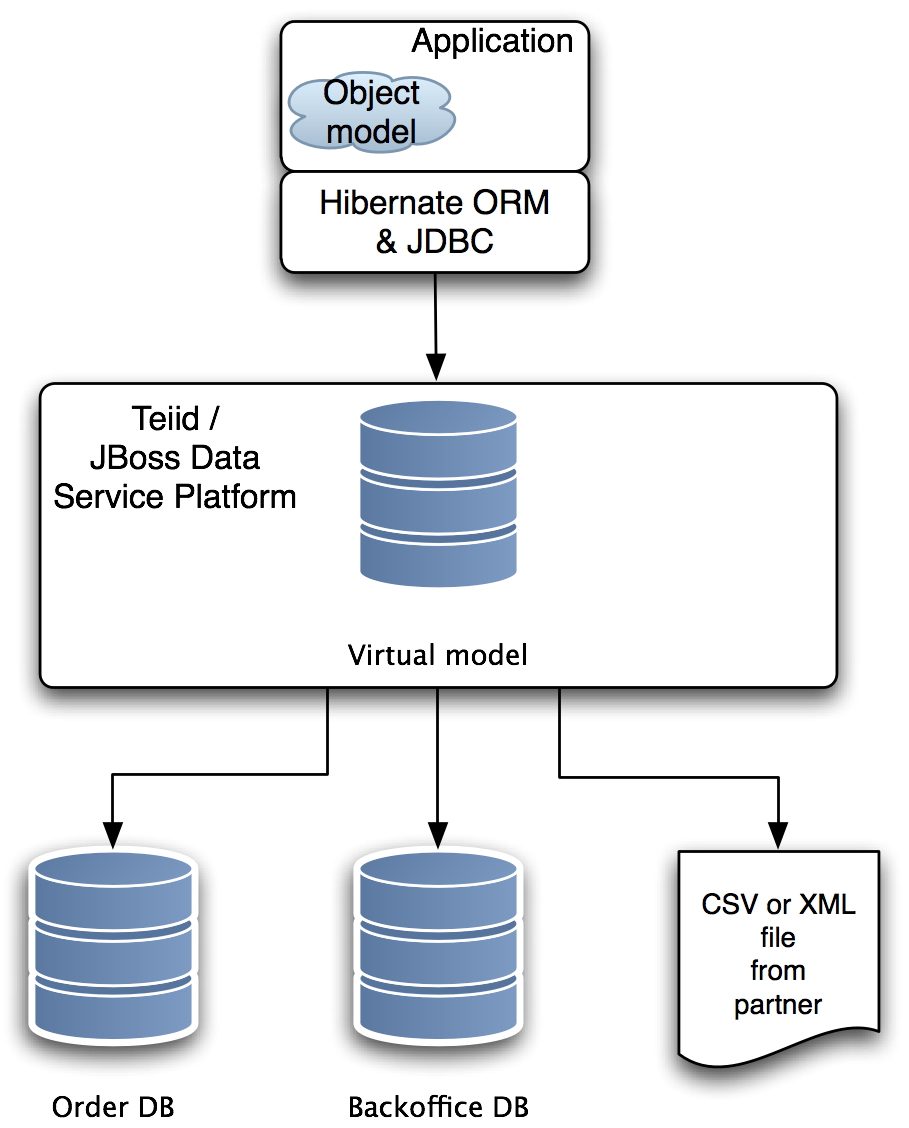 Application
Object
model
Hibernate ORM
& JDBC
Teiid /
JBoss Data
Service Platform
Virtual model
CSV or XML
file
from
partner
Order DB
Backoffice DB